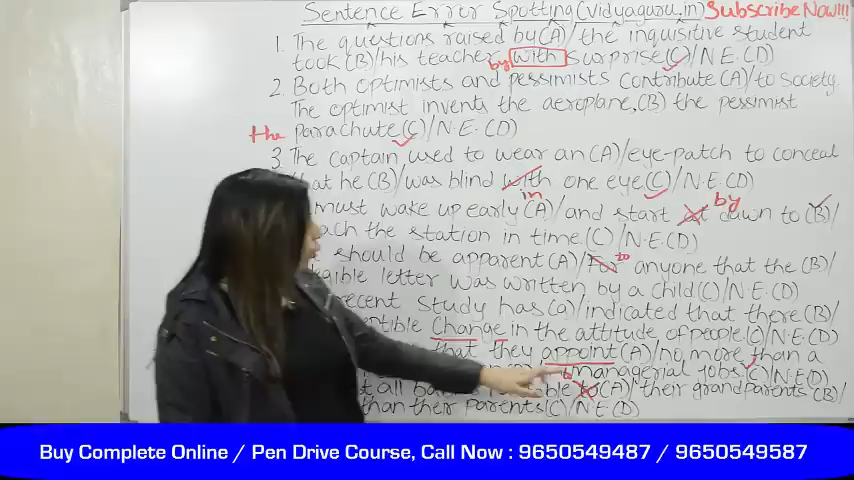 Sentence Error Spotting (vidyaguru.in) Subscribe Now!!!
1. The questions raised by (A)/the inquisitive student
took (B)/his teacher with surprise (C)/N.E.(D)
by
2. Both optimists and pessimists contribute (A)/to society.
The optimist invents the aeroplane, (B) the pessimist
the parachute (C)/N.E.(D)
3. The captain used to wear an (A)/eye-patch to conceal
that he (B)/was blind with one eye (C)/N.E.(D)
in
must wake up early (A)/and start at dawn to (B)/
by
the station in time. (C)/N.E.(D)
should be apparent (A)/For anyone that the (B)/
to
letter was written by a child (C)/N.E.(D)
recent study has (a)/indicated that there (B)/
Change in the attitude of people. (C)/N.E.(D)
that they appoint (A)/no more than a
managerial jobs. (C)/N.E.(D)
to
all to (A)/their grandparents (B)/
than their parents (C)/N.E.(D)
Buy Complete Online / Pen Drive Course, Call Now : 9650549487 / 9650549587